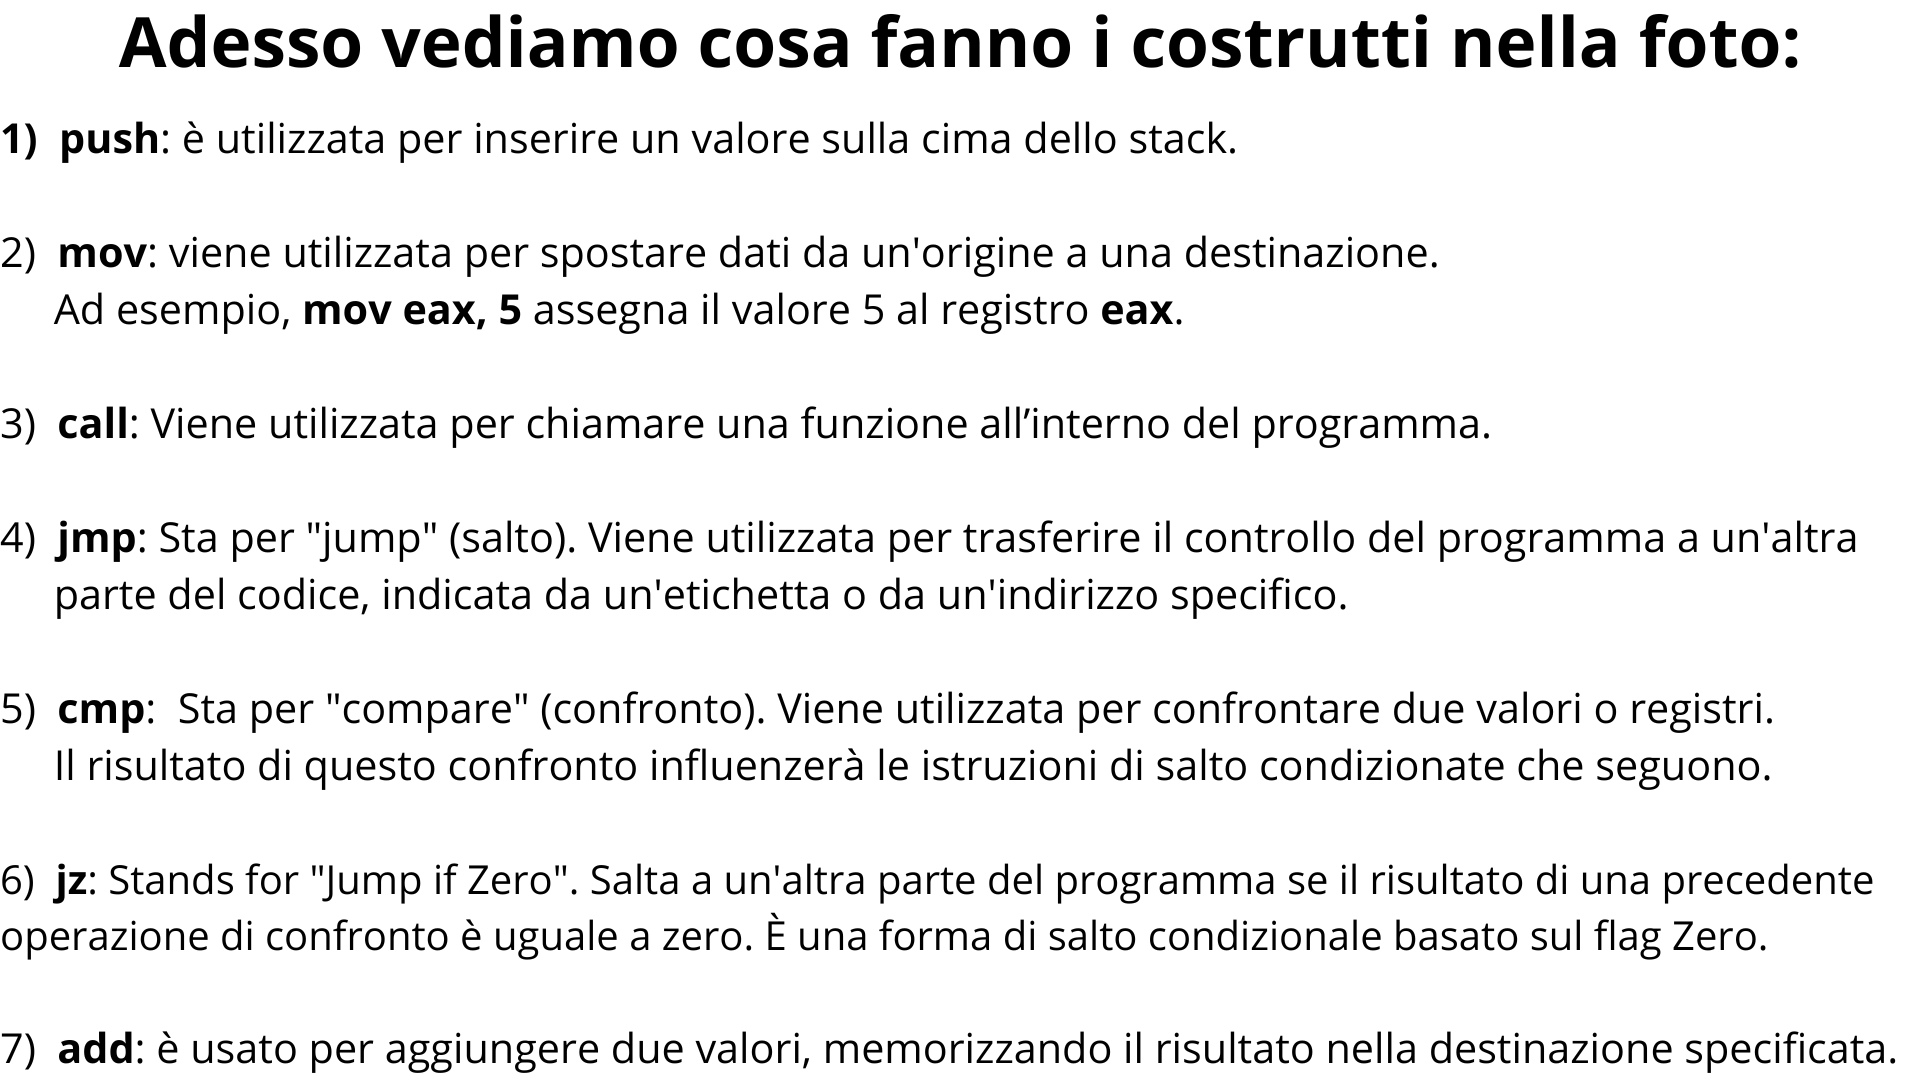 Adesso vediamo cosa fanno i costrutti nella foto:
1) push: è utilizzata per inserire un valore sulla cima dello stack.
2) mov: viene utilizzata per spostare dati da un'origine a una destinazione.
Ad esempio, mov eax, 5 assegna il valore 5 al registro eax.
3) call: Viene utilizzata per chiamare una funzione all’interno del programma.
4) jmp: Sta per "jump" (salto). Viene utilizzata per trasferire il controllo del programma a un'altra
parte del codice, indicata da un'etichetta o da un'indirizzo specifico.
5) cmp: Sta per "compare" (confronto). Viene utilizzata per confrontare due valori o registri.
Il risultato di questo confronto influenzerà le istruzioni di salto condizionate che seguono.
6) jz: Stands for "Jump if Zero". Salta a un'altra parte del programma se il risultato di una precedente
operazione di confronto è uguale a zero. È una forma di salto condizionale basato sul flag Zero.
7) add: è usato per aggiungere due valori, memorizzando il risultato nella destinazione specificata.